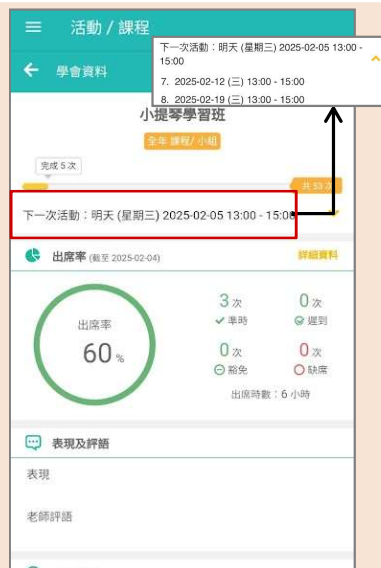 活動 / 課程
下一次活動：明天 (星期三) 2025-02-05 13:00 -
15:00
7. 2025-02-12 (三) 13:00 - 15:00
8. 2025-02-19 (三) 13:00 - 15:00
學會資料
小提琴學習班
全年 課程/ 小組
完成 5 次
共 53 次
下一次活動：明天 (星期三) 2025-02-05 13:00 - 15:00
出席率 (截至 2025-02-04)
詳細資料
出席率
60 %
3 次
準時
0 次
遲到
0 次
豁免
0 次
缺席
出席時數：6 小時
表現及評語
表現
老師評語